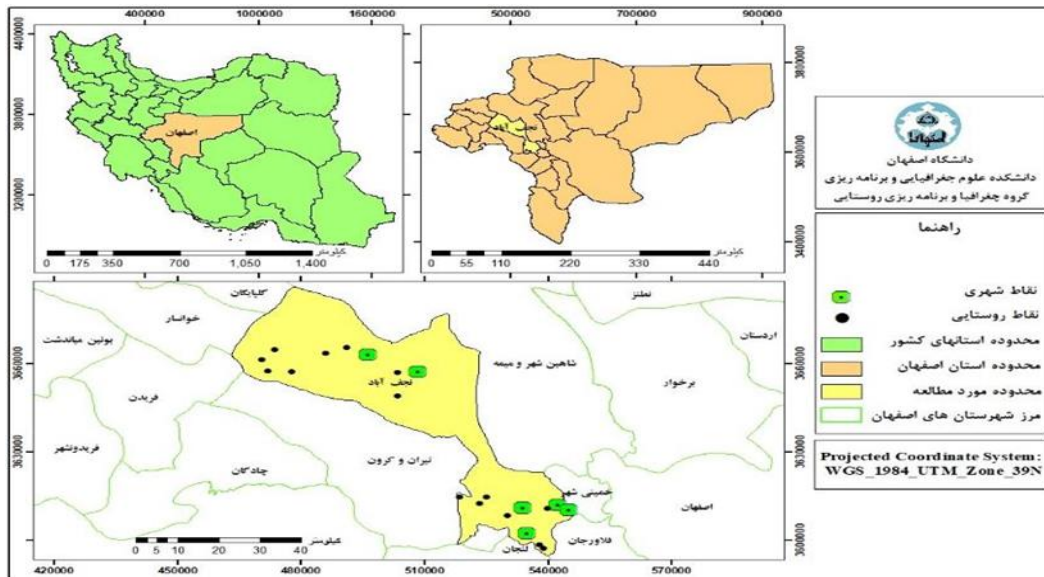 400000 1000000 1600000
500000 700000 900000
4400000
3800000
3200000
اصفهان
0 175 350 700 1,050 1,400
کیلومتر
نجف آباد
3800000
3600000
3400000
0 55 110 220 330 440
کیلومتر
اصفهان
دانشگاه اصفهان
دانشکده علوم جغرافیایی و برنامه ریزی
گروه جغرافیا و برنامه ریزی روستایی
راهنما
نقاط شهری
نقاط روستایی
محدوده استانهای کشور
محدوده استان اصفهان
محدوده مورد مطالعه
مرز شهرستان های اصفهان
Projected Coordinate System:
WGS_1984_UTM_Zone_39N
گلپایگان
خوانسار
بوئین میاندشت
فریدن
فریدونشهر
چادگان
تیران و کرون
نجف آباد
شاهین شهر و میمه
نطنز
اردستان
برخوار
خمینی شهر
اصفهان
فلاورجان
لنجان
3660000
3630000
3600000
3660000
3630000
3600000
0 5 10 20 30 40
کیلومتر
420000 450000 480000 510000 540000 570000